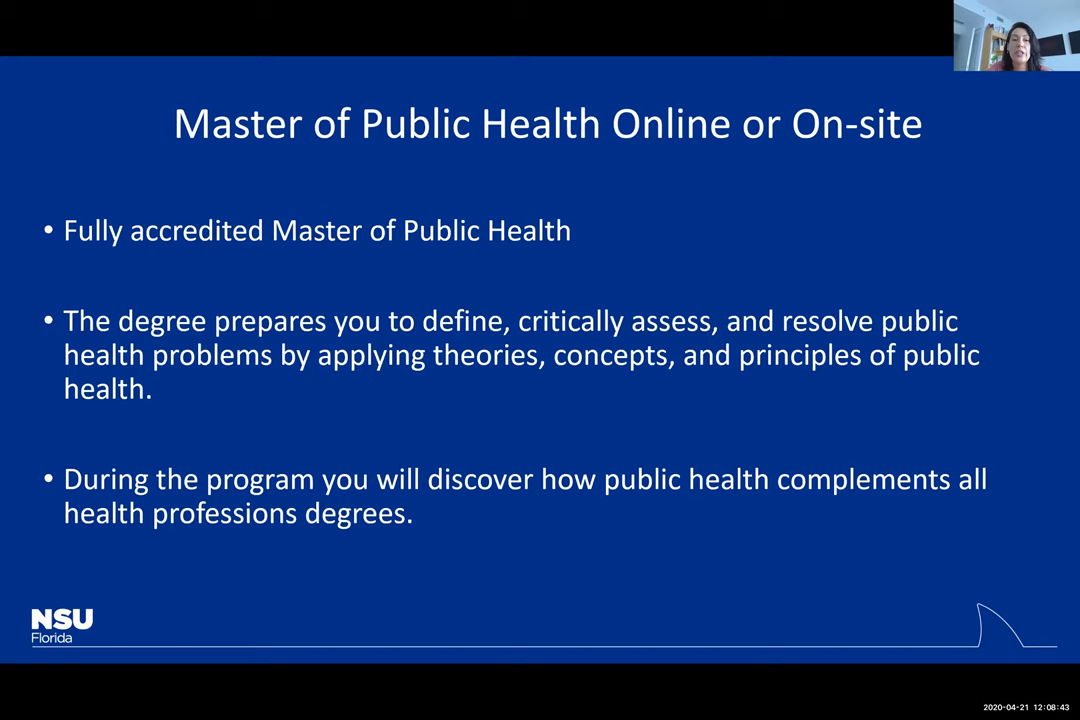 Master of Public Health Online or On-site
• Fully accredited Master of Public Health
• The degree prepares you to define, critically assess, and resolve public
health problems by applying theories, concepts, and principles of public
health.
• During the program you will discover how public health complements all
health professions degrees.
NSU
Florida
2020-04-21 12:08:43